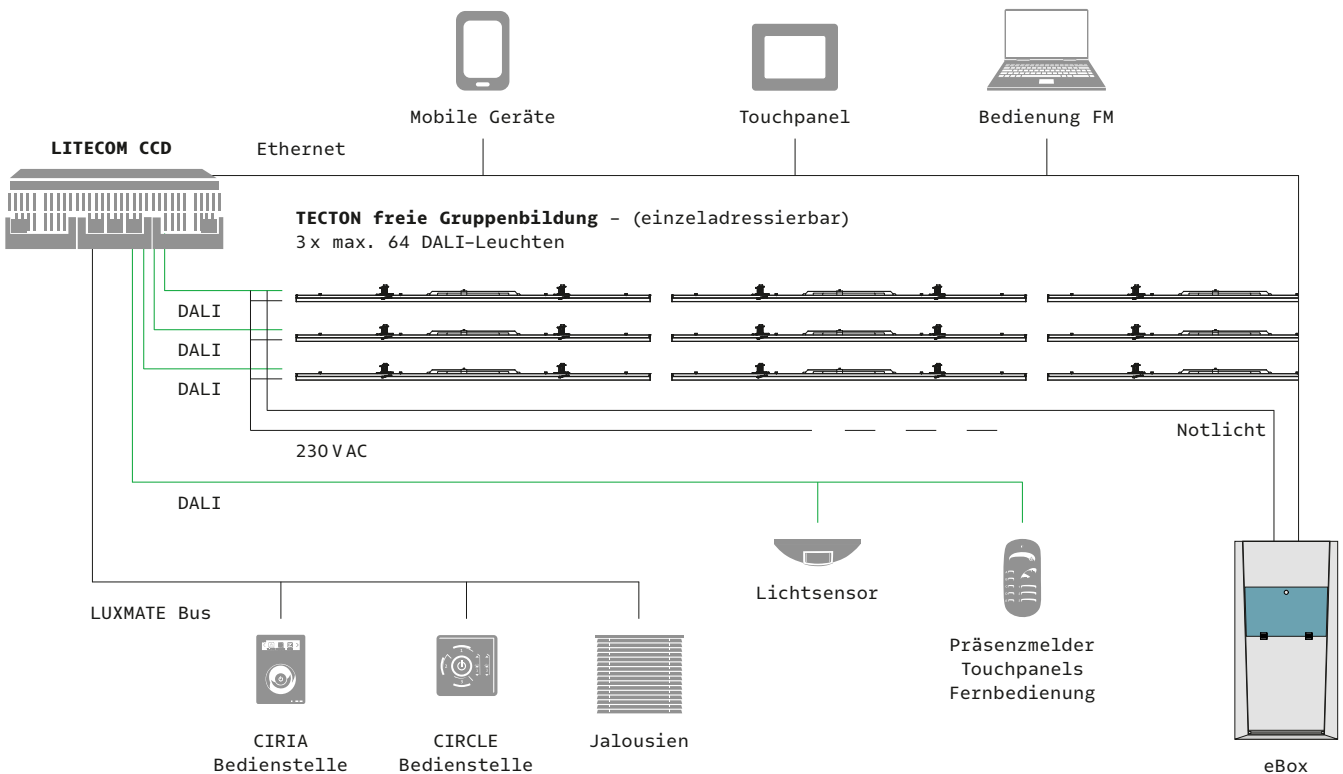 Mobile Geräte
Touchpanel
Bedienung FM
LITECOM CCD
Ethernet
TECTON freie Gruppenbildung – (einzeladressierbar)
3 x max. 64 DALI-Leuchten
DALI
DALI
DALI
Notlicht
230 V AC
DALI
Lichtsensor
LUXMATE Bus
Präsenzmelder
Touchpanels
Fernbedienung
CIRIA
Bedienstelle
CIRCLE
Bedienstelle
Jalousien
eBox